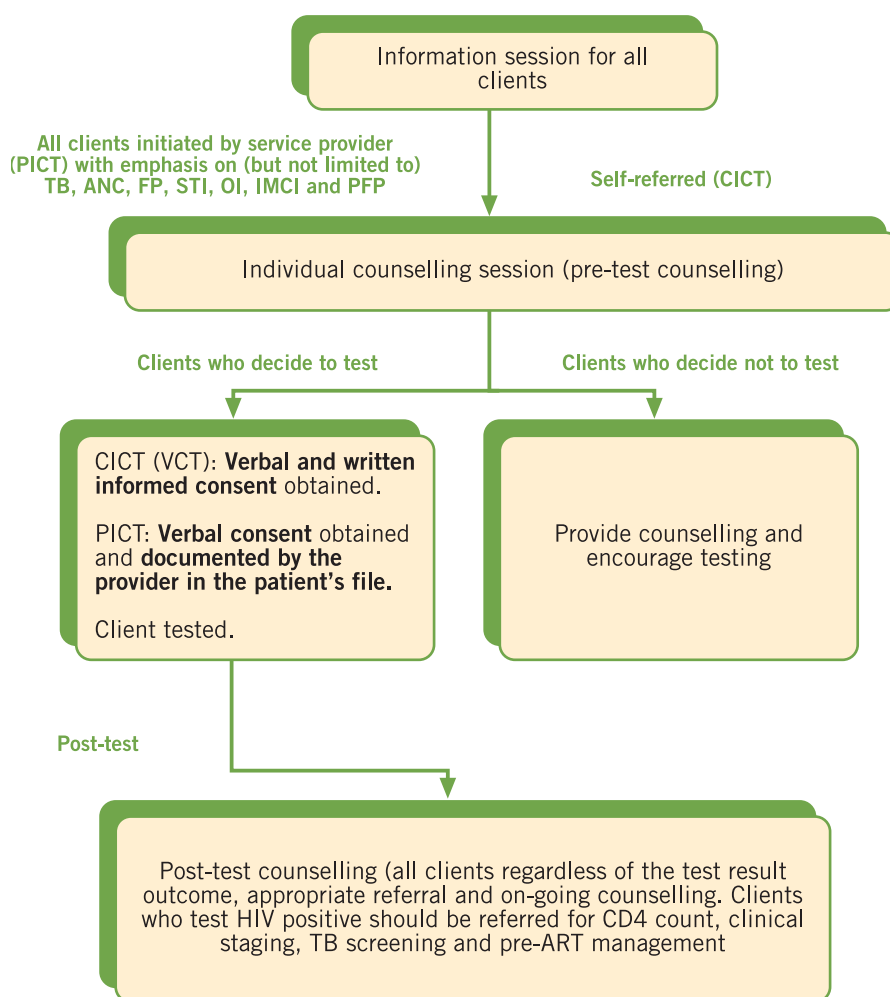 Information session for all
clients
All clients initiated by service provider
(PICT) with emphasis on (but not limited to)
TB, ANC, FP, STI, OI, IMCI and PFP
Self-referred (CICT)
Individual counselling session (pre-test counselling)
Clients who decide to test
Clients who decide not to test
CICT (VCT): Verbal and written
informed consent obtained.
PICT: Verbal consent obtained
and documented by the
provider in the patient’s file.
Client tested.
Provide counselling and
encourage testing
Post-test
Post-test counselling (all clients regardless of the test result
outcome, appropriate referral and on-going counselling. Clients
who test HIV positive should be referred for CD4 count, clinical
staging, TB screening and pre-ART management